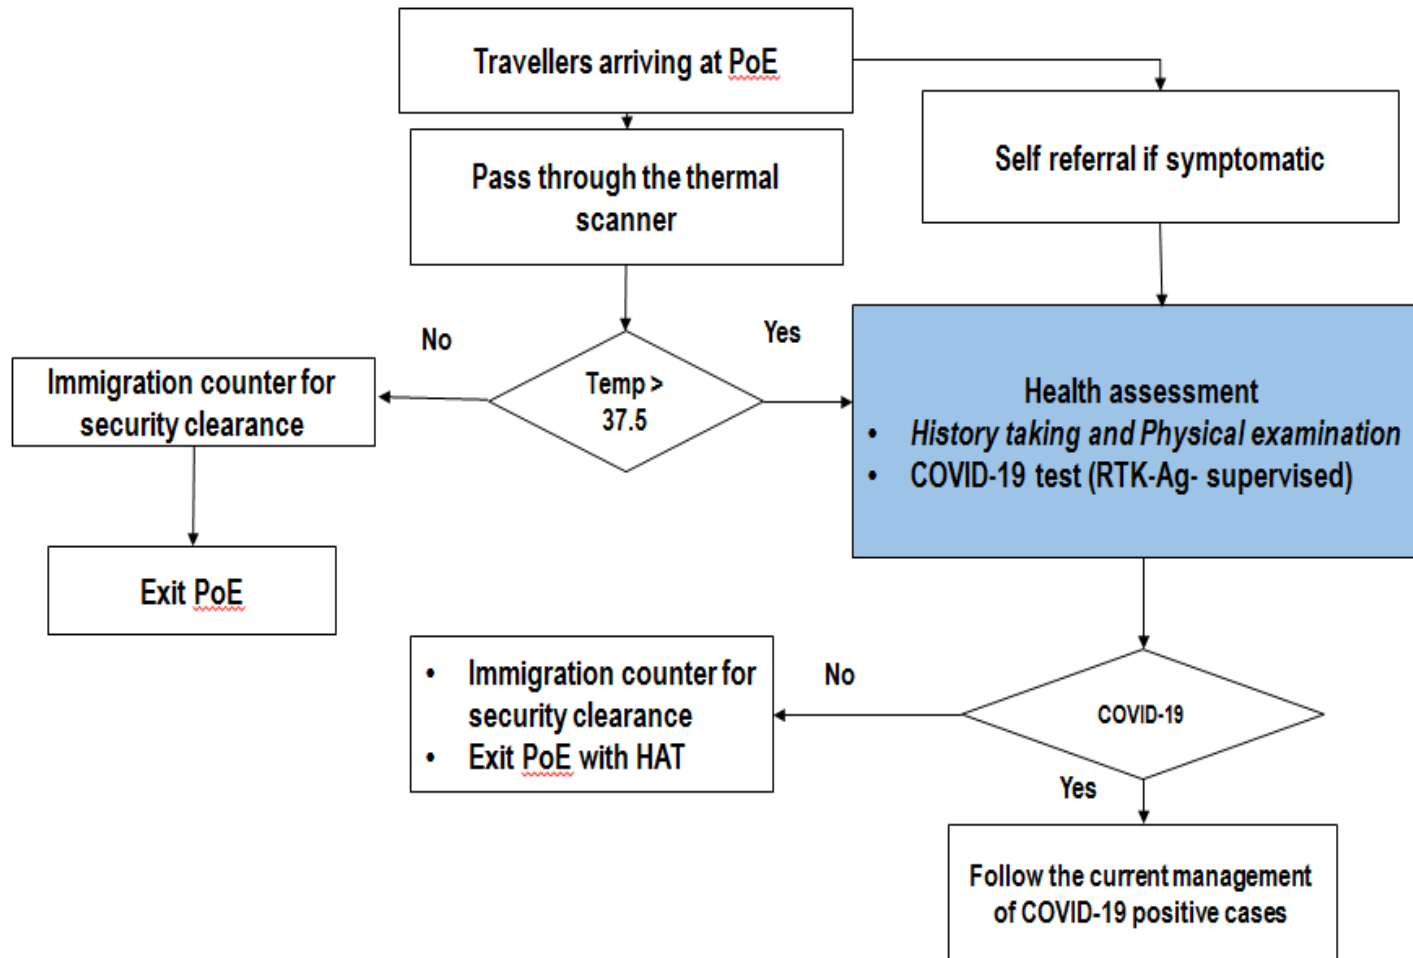 Travellers arriving at PoE
Pass through the thermal
scanner
Self referral if symptomatic
No
Yes
Temp >
37.5
Immigration counter for
security clearance
Exit PoE
Health assessment
• History taking and Physical examination
• COVID-19 test (RTK-Ag- supervised)
COVID-19
No
• Immigration counter for
security clearance
• Exit PoE with HAT
Yes
Follow the current management
of COVID-19 positive cases